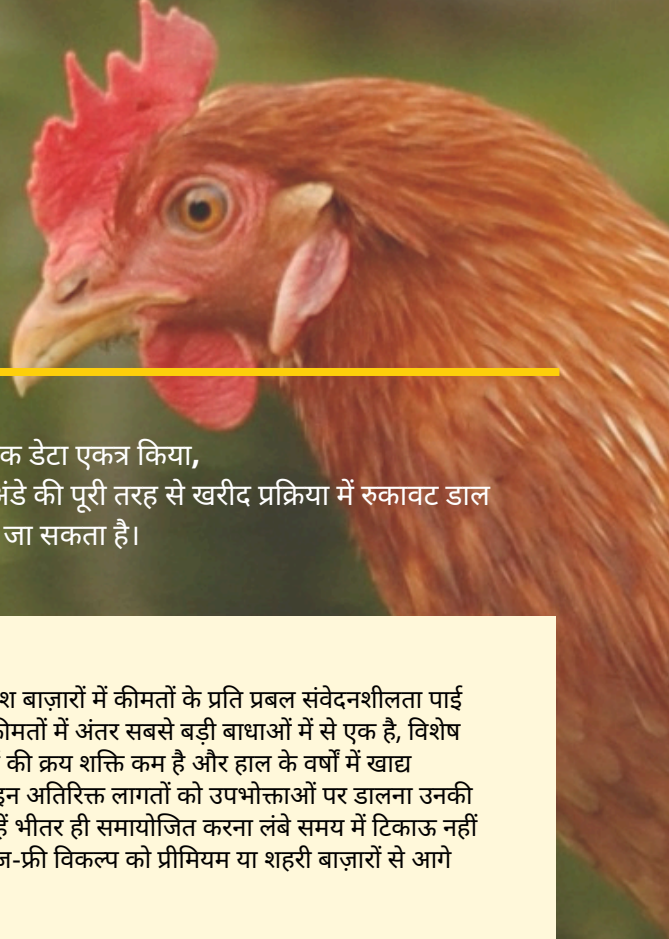 क डेटा एकत्र किया,
अंडे की पूरी तरह से खरीद प्रक्रिया में रुकावट डाल
जा सकता है।
श बाज़ारों में कीमतों के प्रति प्रबल संवेदनशीलता पाई
कीमतों में अंतर सबसे बड़ी बाधाओं में से एक है, विशेष
की क्रय शक्ति कम है और हाल के वर्षों में खाद्य
इन अतिरिक्त लागतों को उपभोक्ताओं पर डालना उनकी
भीतर ही समायोजित करना लंबे समय में टिकाऊ नहीं
ज-फ्री विकल्प को प्रीमियम या शहरी बाज़ारों से आगे